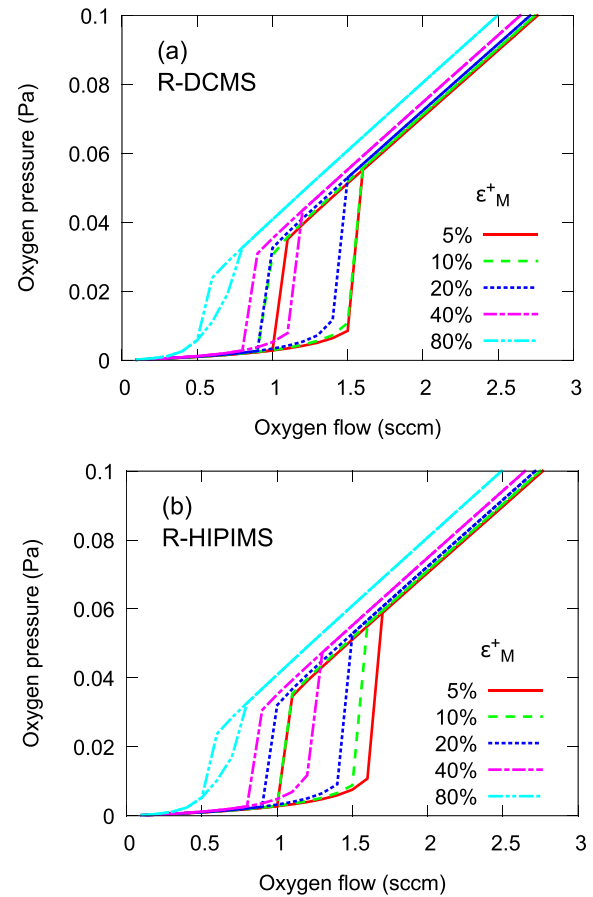 0.1
(a)
R-DCMS
0.08
0.06
0.04
0.02
0
Oxygen pressure (Pa)
ε⁺M
5%
10%
20%
40%
80%
0 0.5 1 1.5 2 2.5 3
Oxygen flow (sccm)
0.1
(b)
R-HIPIMS
0.08
0.06
0.04
0.02
0
Oxygen pressure (Pa)
ε⁺M
5%
10%
20%
40%
80%
0 0.5 1 1.5 2 2.5 3
Oxygen flow (sccm)